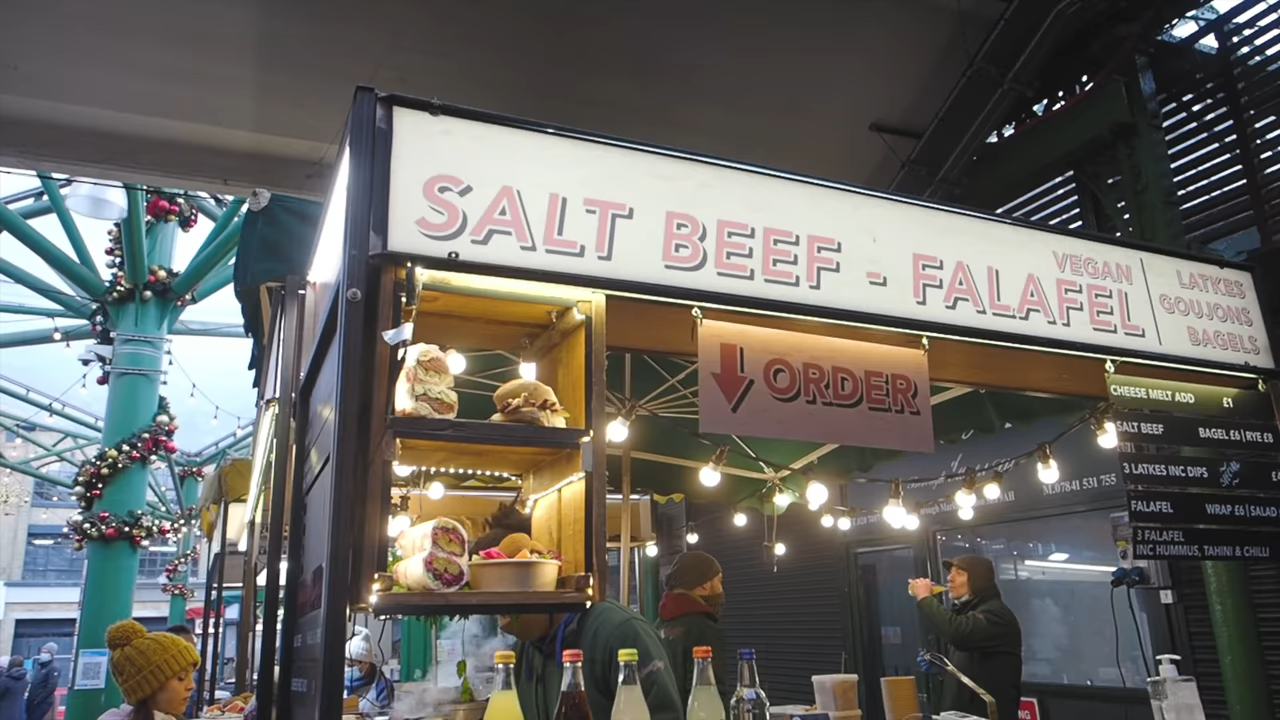 SALT BEEF - FALAFEL
VEGAN
LATKES
GOUJONS
BAGELS
ORDER
CHEESE MELT ADD £1
SALT BEEF BAGEL £6 | RYE £8
3 LATKES INC DIPS
FALAFEL WRAP £6 | SALAD
3 FALAFEL
INC HUMMUS, TAHINI & CHILLI
M.07841 531 755